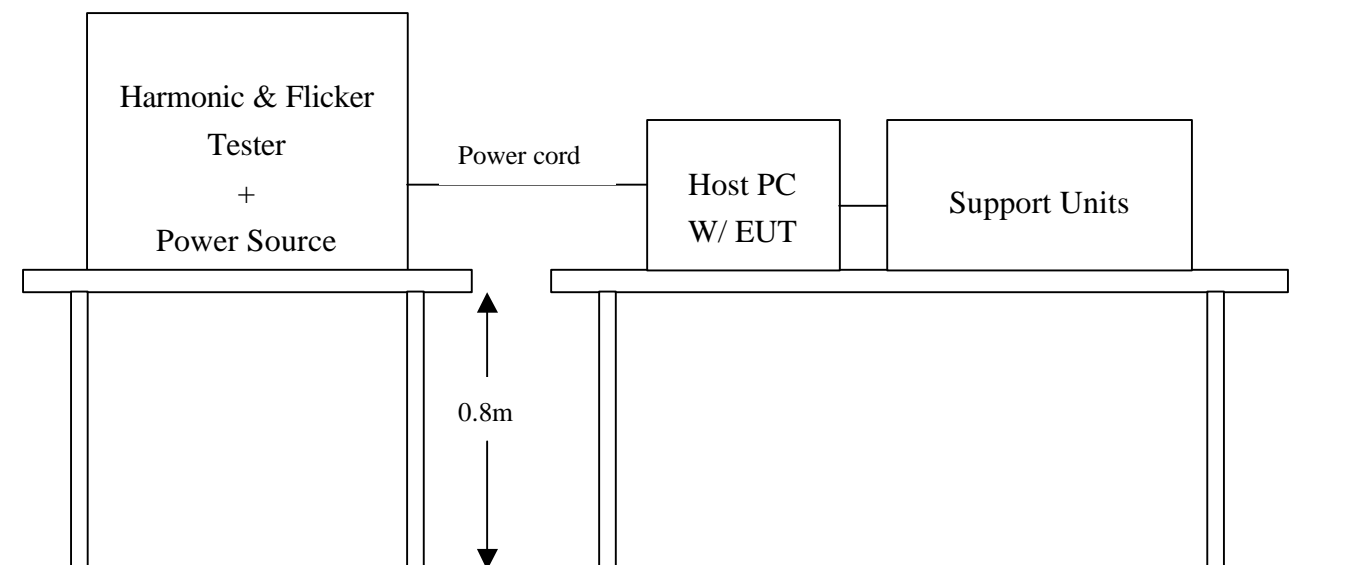 Harmonic & Flicker
Tester
+
Power Source
Power cord
Host PC
W/ EUT
Support Units
0.8m